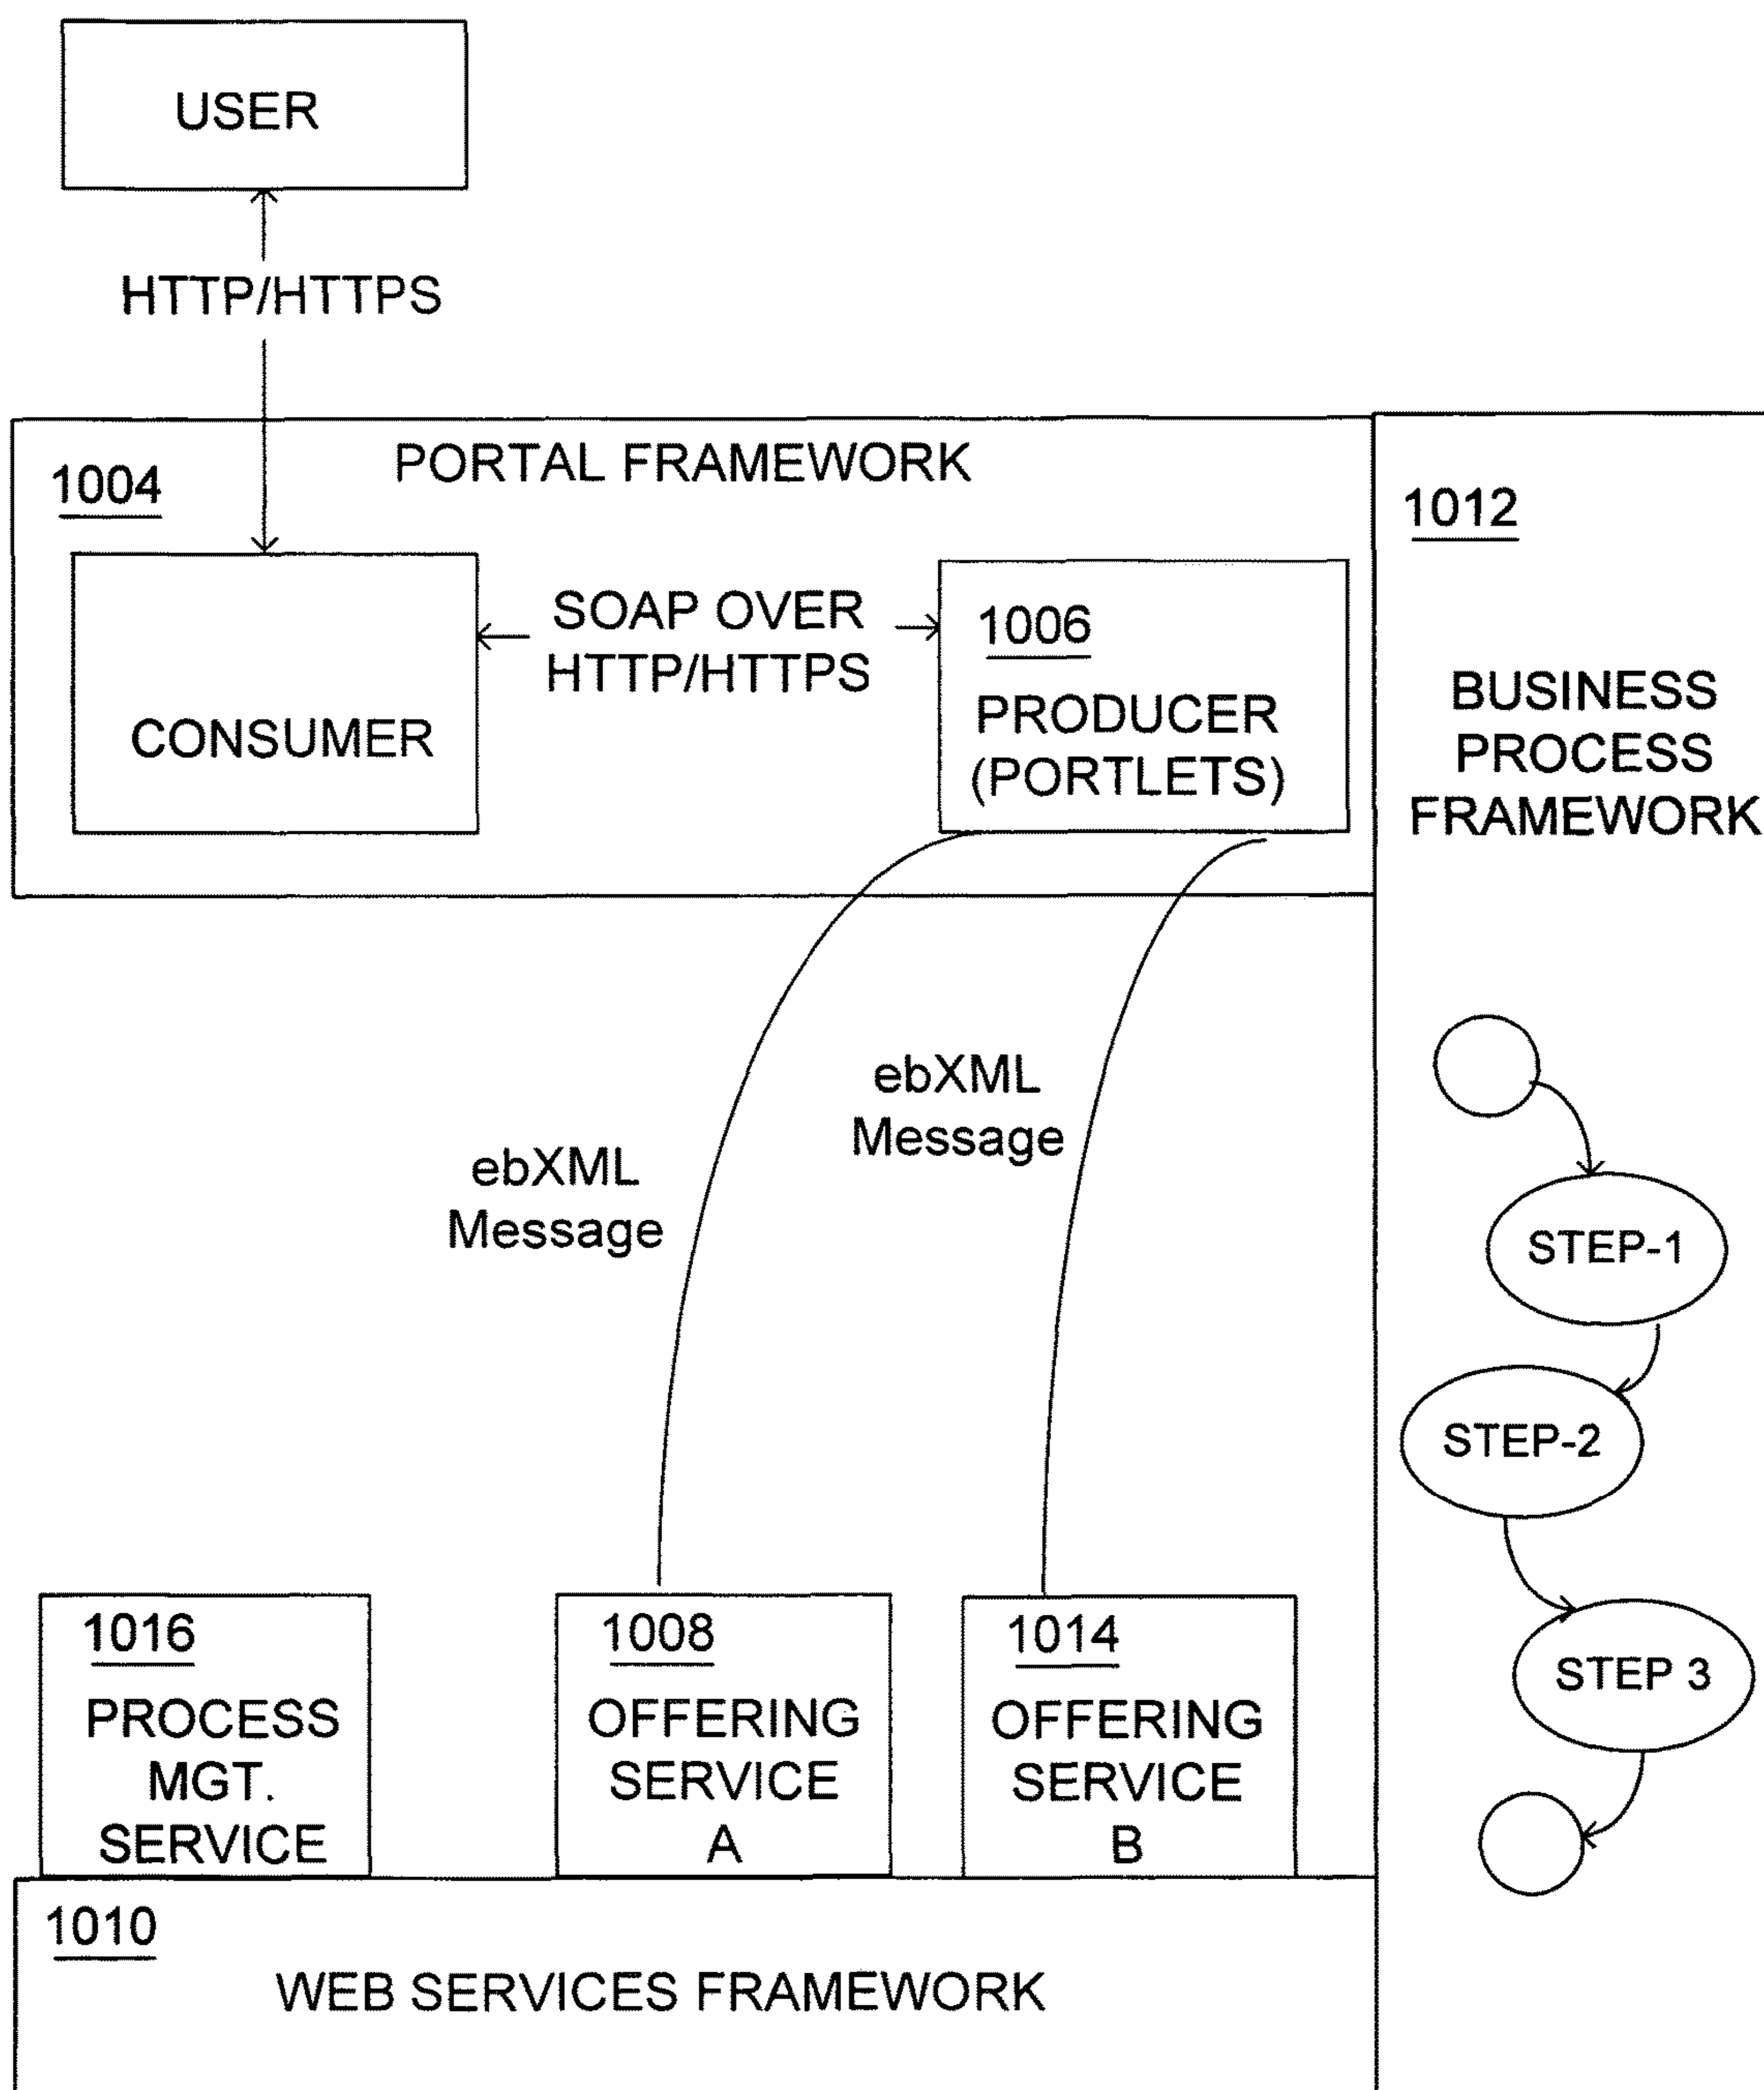 USER
HTTP/HTTPS
PORTAL FRAMEWORK
1004
CONSUMER
SOAP OVER
HTTP/HTTPS
1006
PRODUCER
(PORTLETS)
1012
BUSINESS
PROCESS
FRAMEWORK
ebXML
Message
ebXML
Message
STEP-1
STEP-2
STEP 3
1016
PROCESS
MGT.
SERVICE
1008
OFFERING
SERVICE
A
1014
OFFERING
SERVICE
B
1010
WEB SERVICES FRAMEWORK